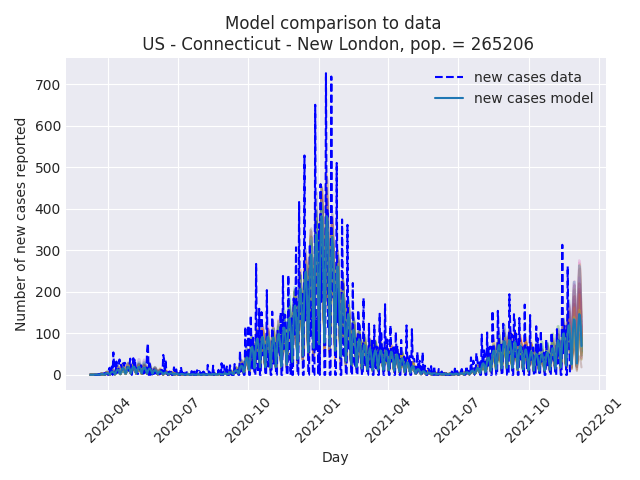 Model comparison to data
US - Connecticut - New London, pop. = 265206
new cases data
new cases model
Number of new cases reported
700
600
500
400
300
200
100
0
2020-04
2020-07
2020-10
2021-01
2021-04
2021-07
2021-10
2022-01
Day